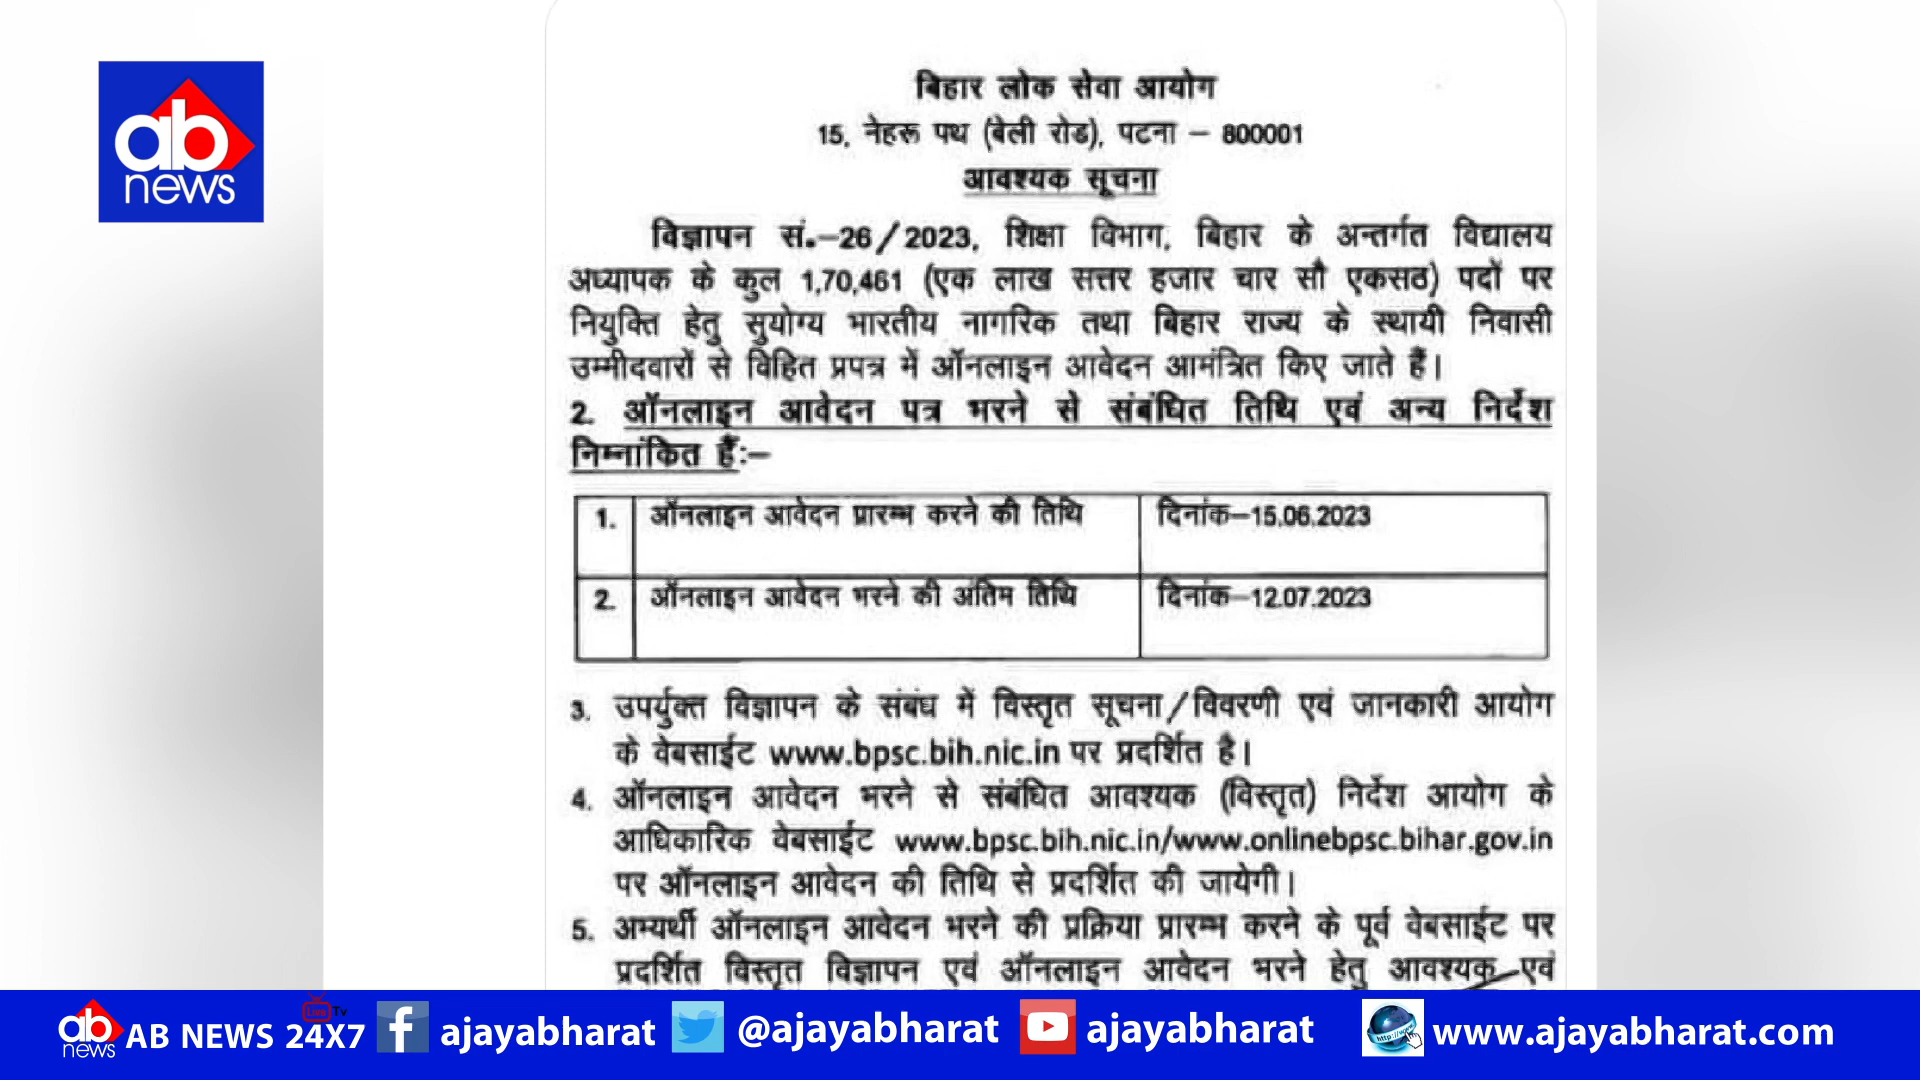 ab
news
बिहार लोक सेवा आयोग
15, नेहरू पथ (बेली रोड), पटना – 800001
आवश्यक सूचना
विज्ञापन सं.–26/2023, शिक्षा विभाग, बिहार के अन्तर्गत विद्यालय
अध्यापक के कुल 1,70,461 (एक लाख सत्तर हजार चार सौ एकसठ) पदों पर
नियुक्ति हेतु सुयोग्य भारतीय नागरिक तथा बिहार राज्य के स्थायी निवासी
उम्मीदवारों से विहित प्रपत्र में ऑनलाइन आवेदन आमंत्रित किए जाते हैं।
2. ऑनलाइन आवेदन पत्र भरने से संबंधित तिथि एवं अन्य निर्देश
निम्नांकित हैं:–
1. ऑनलाइन आवेदन प्रारम्भ करने की तिथि दिनांक–15.06.2023
2. ऑनलाइन आवेदन भरने की अंतिम तिथि दिनांक–12.07.2023
3. उपर्युक्त विज्ञापन के संबंध में विस्तृत सूचना/विवरणी एवं जानकारी आयोग
के वेबसाईट www.bpsc.bih.nic.in पर प्रदर्शित है।
4. ऑनलाइन आवेदन भरने से संबंधित आवश्यक (विस्तृत) निर्देश आयोग के
आधिकारिक वेबसाईट www.bpsc.bih.nic.in/www.onlinebpsc.bihar.gov.in
पर ऑनलाइन आवेदन की तिथि से प्रदर्शित की जायेगी।
5. अभ्यर्थी ऑनलाइन आवेदन भरने की प्रक्रिया प्रारम्भ करने के पूर्व वेबसाईट पर
प्रदर्शित विस्तृत विज्ञापन एवं ऑनलाइन आवेदन भरने हेतु आवश्यक एवं
ab news AB NEWS 24X7 Live Tv ajayabharat @ajayabharat ajayabharat http://www www.ajayabharat.com